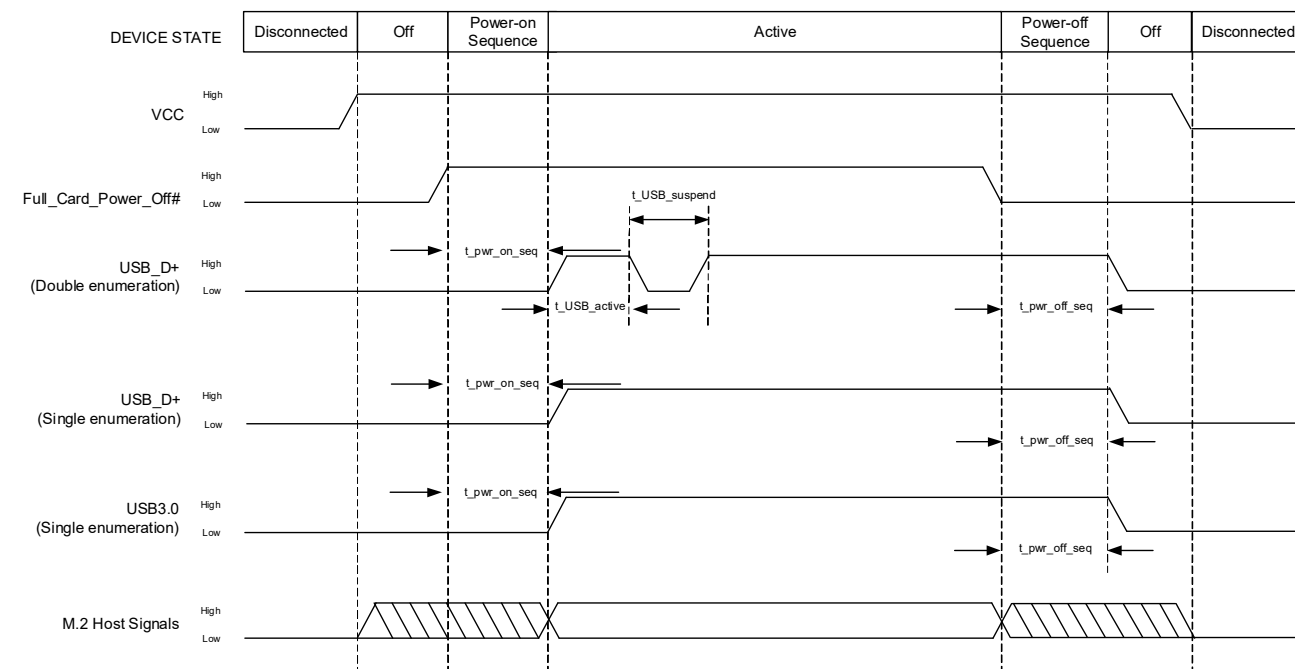 DEVICE STATE
Disconnected
Off
Power-on
Sequence
Active
Power-off
Sequence
Off
Disconnected
High
VCC
Low
High
Full_Card_Power_Off#
Low
t_USB_suspend
t_pwr_on_seq
USB_D+
(Double enumeration)
High
Low
t_USB_active
t_pwr_off_seq
t_pwr_on_seq
USB_D+
(Single enumeration)
High
Low
t_pwr_off_seq
t_pwr_on_seq
USB3.0
(Single enumeration)
High
Low
t_pwr_off_seq
M.2 Host Signals
High
Low